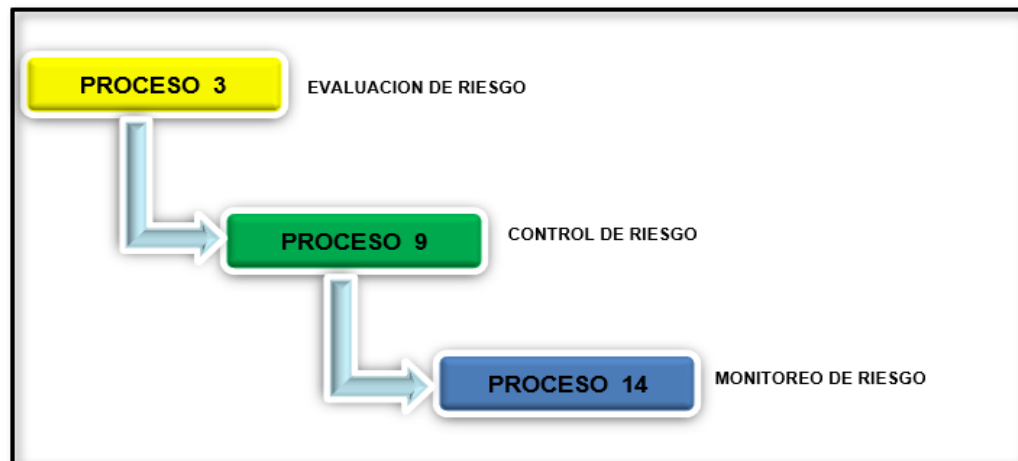 PROCESO 3
EVALUACION DE RIESGO
PROCESO 9
CONTROL DE RIESGO
PROCESO 14
MONITOREO DE RIESGO